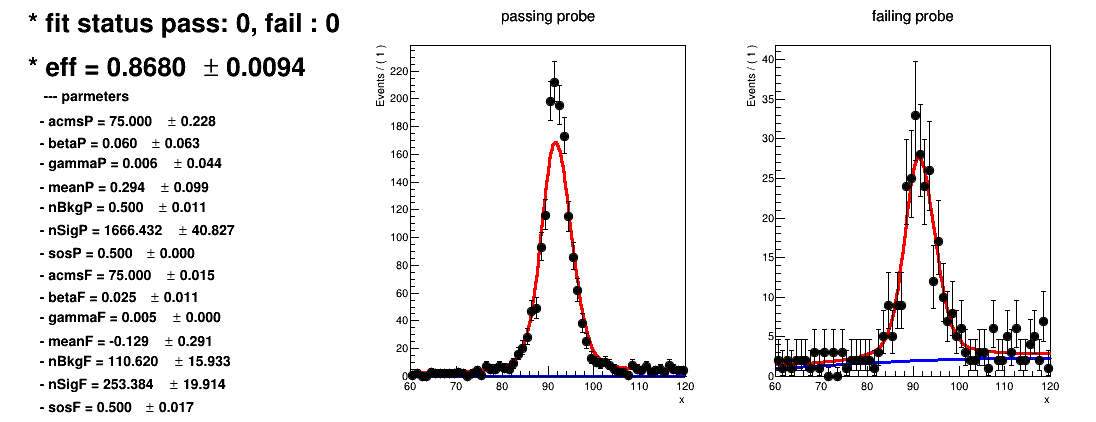 * fit status pass: 0, fail : 0
* eff = 0.8680 ± 0.0094
--- parmeters
- acmsP = 75.000 ± 0.228
- betaP = 0.060 ± 0.063
- gammaP = 0.006 ± 0.044
- meanP = 0.294 ± 0.099
- nBkgP = 0.500 ± 0.011
- nSigP = 1666.432 ± 40.827
- sosP = 0.500 ± 0.000
- acmsF = 75.000 ± 0.015
- betaF = 0.025 ± 0.011
- gammaF = 0.005 ± 0.000
- meanF = -0.129 ± 0.291
- nBkgF = 110.620 ± 15.933
- nSigF = 253.384 ± 19.914
- sosF = 0.500 ± 0.017
passing probe
Events / ( 1 )
220
200
180
160
140
120
100
80
60
40
20
0
60 70 80 90 100 110 120
x
failing probe
Events / ( 1 )
40
35
30
25
20
15
10
5
0
60 70 80 90 100 110 120
x